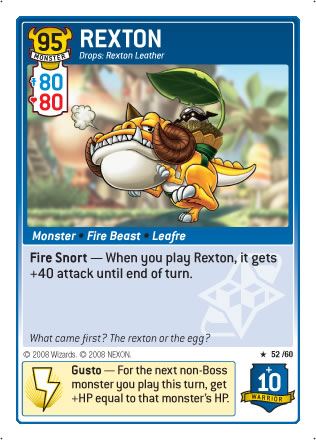 95 REXTON
MONSTER
Drops: Rexton Leather
80
80
Monster * Fire Beast * Leafre
Fire Snort — When you play Rexton, it gets
+40 attack until end of turn.
What came first? The rexton or the egg?
© 2008 Wizards. © 2008 NEXON.
★ 52/60
Gusto — For the next non-Boss
monster you play this turn, get
+HP equal to that monster's HP.
+
10
WARRIOR